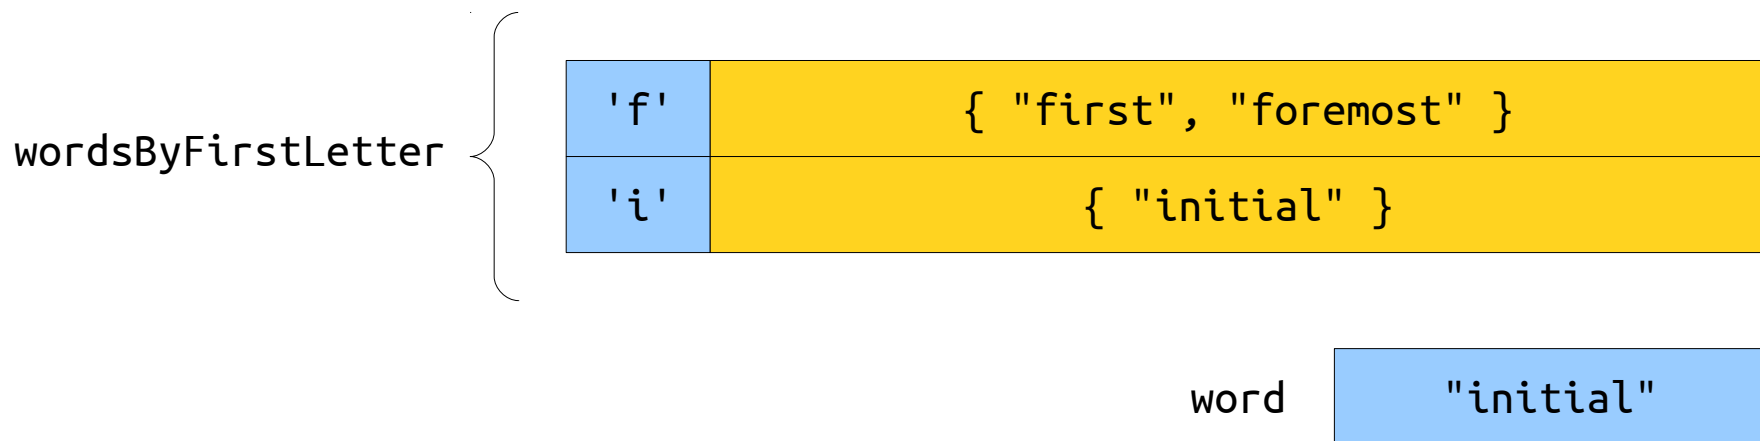 'f' { "first", "foremost" }
wordsByFirstLetter
'i' { "initial" }
word "initial"